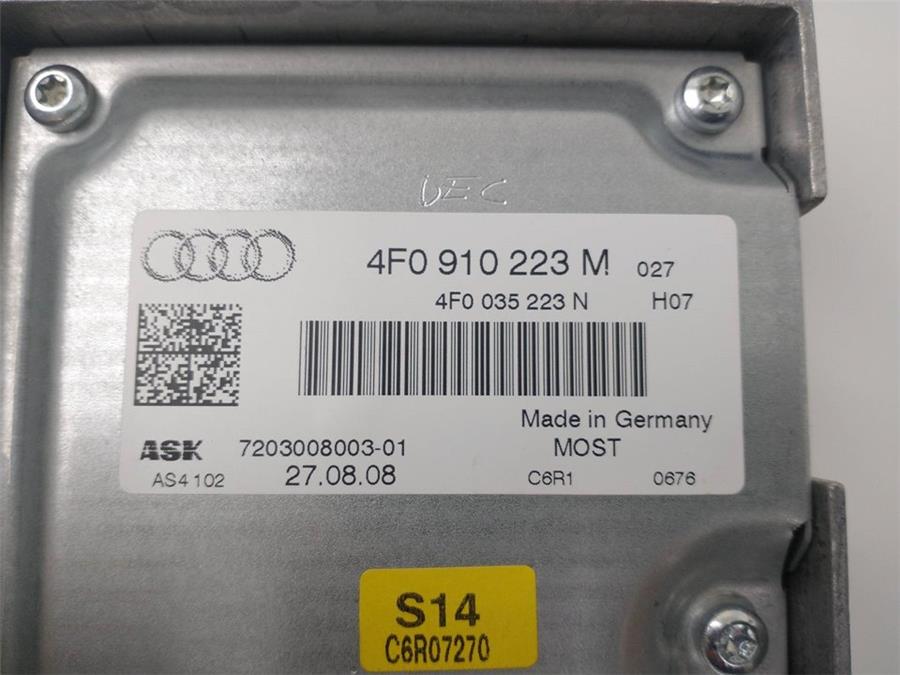 VEC
4F0 910 223 M 027
4F0 035 223 N H07
Made in Germany
ASK 7203008003-01 MOST
AS4 102 27.08.08 C6R1 0676
S14
C6R07270